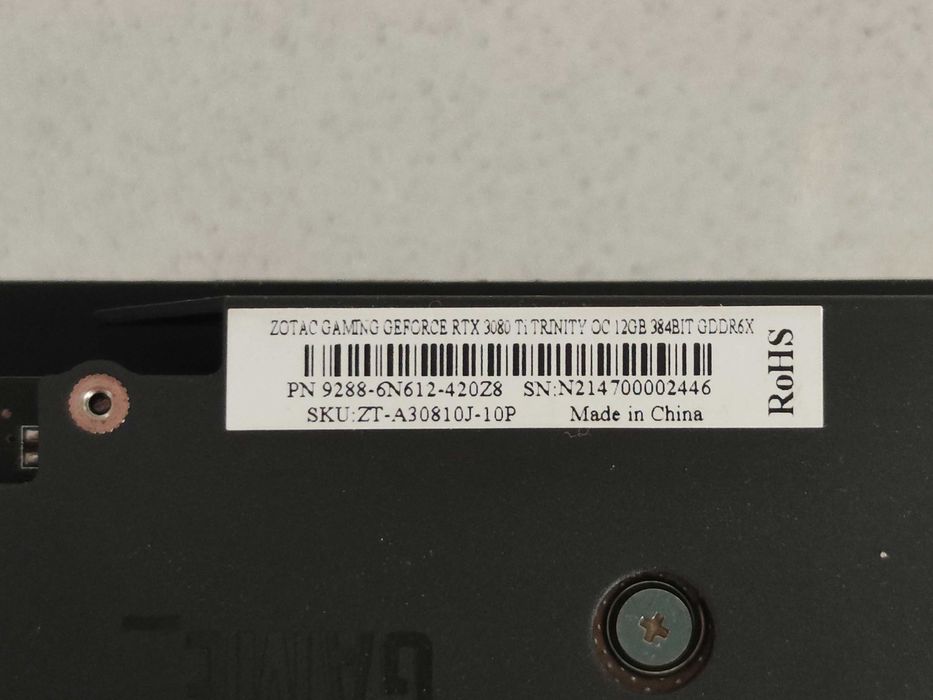 ZOTAC GAMING GEFORCE RTX 3080 Ti TRINITY OC 12GB 384BIT GDDR6X
PN 9288-6N612-420Z8 SN:N214700002446
SKU:ZT-A30810J-10P Made in China
RoHS
GAME